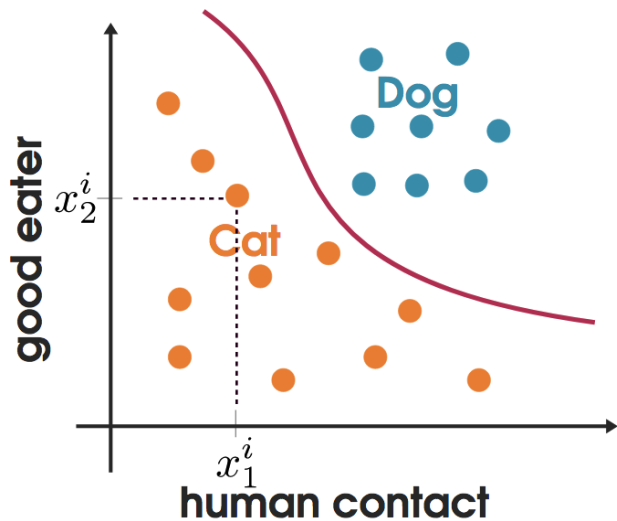 Dog
good eater
x_2^i
Cat
x_1^i
human contact